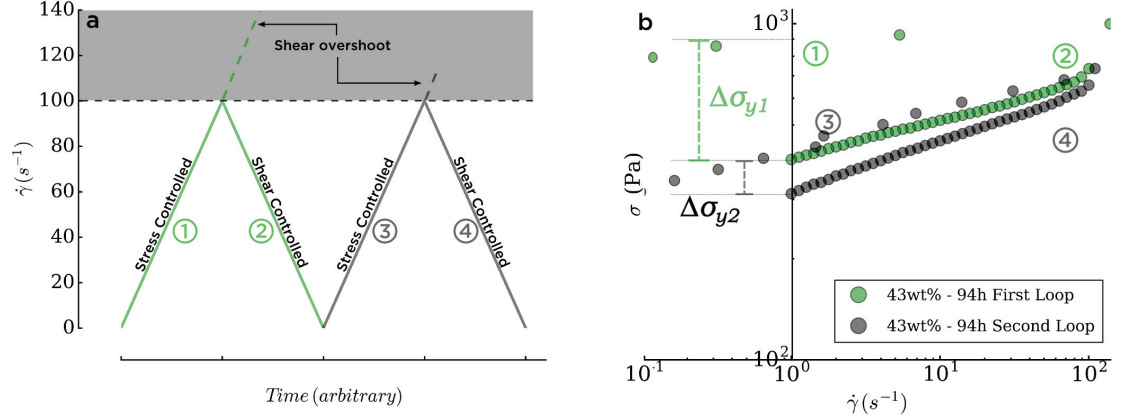 a
140
120
100
80
60
40
20
0
γ̇ (s⁻¹)
Shear overshoot
Stress Controlled
1
Shear Controlled
2
Stress Controlled
3
Shear Controlled
4
Time (arbitrary)
b
10³
1
2
Δσy1
3
4
σ (Pa)
Δσy2
43wt% - 94h First Loop
43wt% - 94h Second Loop
10²
10⁻¹
10⁰
10¹
10²
γ̇ (s⁻¹)